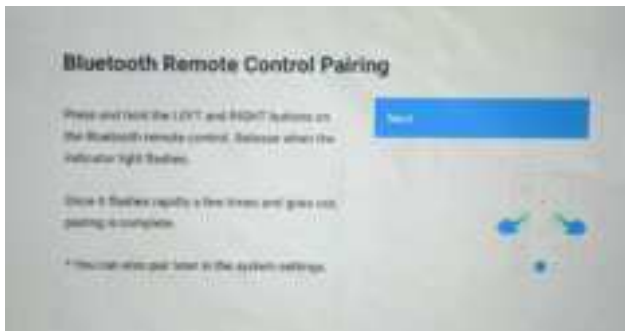 Bluetooth Remote Control Pairing
Press and hold the LEFT and RIGHT buttons on
the Bluetooth remote control. Release when the
indicator light flashes.
Once it flashes rapidly a few times and goes out,
pairing is complete.
* You can also pair later in the system settings.
Next